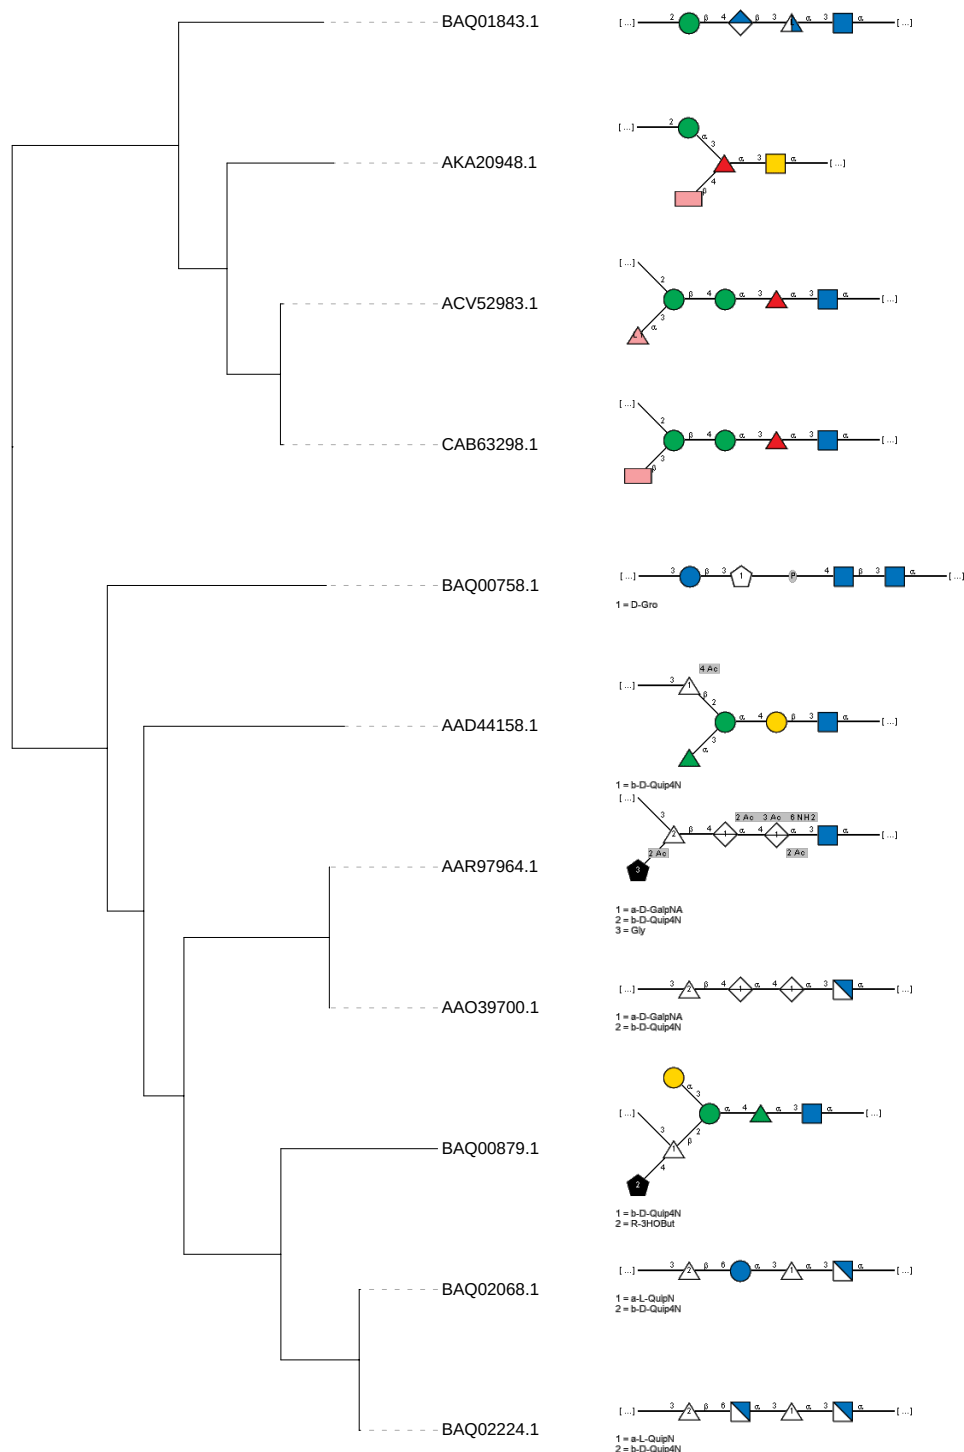 BAQ01843.1
[...] 2 β 4 β 3 α 3 α [...]
[...] 2 α 3
AKA20948.1
α 3 α [...]
4 β
[...] 2
ACV52983.1
β 4 α 3 α 3 α [...]
3 α
[...] 2
CAB63298.1
β 4 α 3 α 3 α [...]
3 β
BAQ00758.1
[...] 3 β 3 1 P 4 β 3 α [...]
1 = D-Gro
4 Ac
[...] 3 1 β 2
AAD44158.1
α 4 β 3 α [...]
3 α
1 = b-D-Quip4N
[...] 3
2 Ac 3 Ac 6 NH2
2 β 4 1 α 4 1 α 3 α [...]
2 Ac 2 Ac
AAR97964.1
3
1 = a-D-GalpNA
2 = b-D-Quip4N
3 = Gly
[...] 3 2 β 4 1 α 4 1 α 3 α [...]
AAO39700.1
1 = a-D-GalpNA
2 = b-D-Quip4N
α 3
[...] 3 2 α 4 α 3 α [...]
BAQ00879.1
1 β
4
2
1 = b-D-Quip4N
2 = R-3HOBut
[...] 3 2 β 6 α 3 1 α 3 α [...]
BAQ02068.1
1 = a-L-QuipN
2 = b-D-Quip4N
[...] 3 2 β 6 α 3 1 α 3 α [...]
BAQ02224.1
1 = a-L-QuipN
2 = b-D-Quip4N